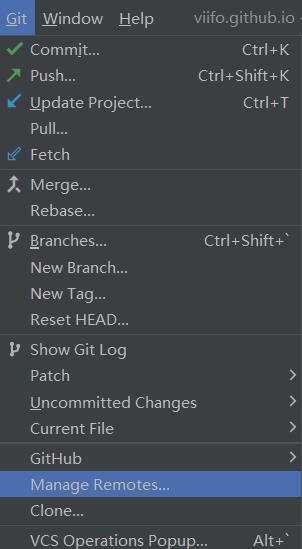 Git Window Help viifo.github.io -
Commit... Ctrl+K
Push... Ctrl+Shift+K
Update Project... Ctrl+T
Pull...
Fetch
Merge...
Rebase...
Branches... Ctrl+Shift+`
New Branch...
New Tag...
Reset HEAD...
Show Git Log
Patch
Uncommitted Changes
Current File
GitHub
Manage Remotes...
Clone...
VCS Operations Popup... Alt+`